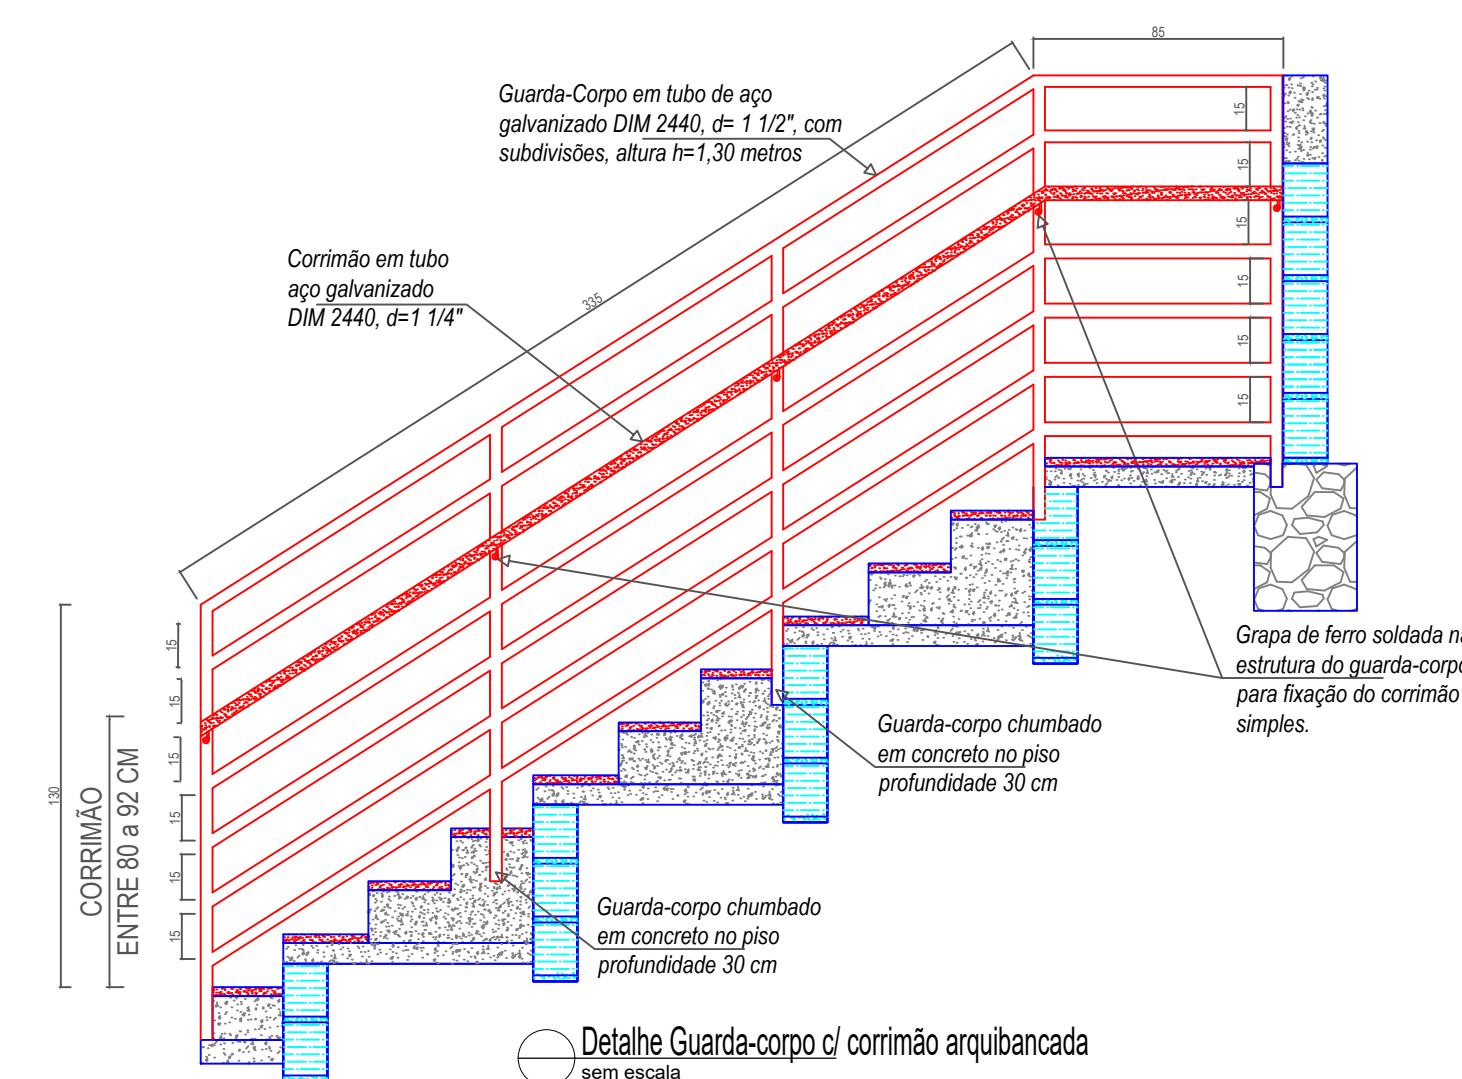 85
Guarda-Corpo em tubo de aço
galvanizado DIM 2440, d= 1 1/2", com
subdivisões, altura h=1,30 metros
15
15
15
15
15
15
Corrimão em tubo
aço galvanizado
DIM 2440, d=1 1/4"
335
130
CORRIMÃO
ENTRE 80 a 92 CM
15
15
15
15
15
15
Grapa de ferro soldada na
estrutura do guarda-corpo
para fixação do corrimão
simples.
Guarda-corpo chumbado
em concreto no piso
profundidade 30 cm
Guarda-corpo chumbado
em concreto no piso
profundidade 30 cm
Detalhe Guarda-corpo c/ corrimão arquibancada
sem escala